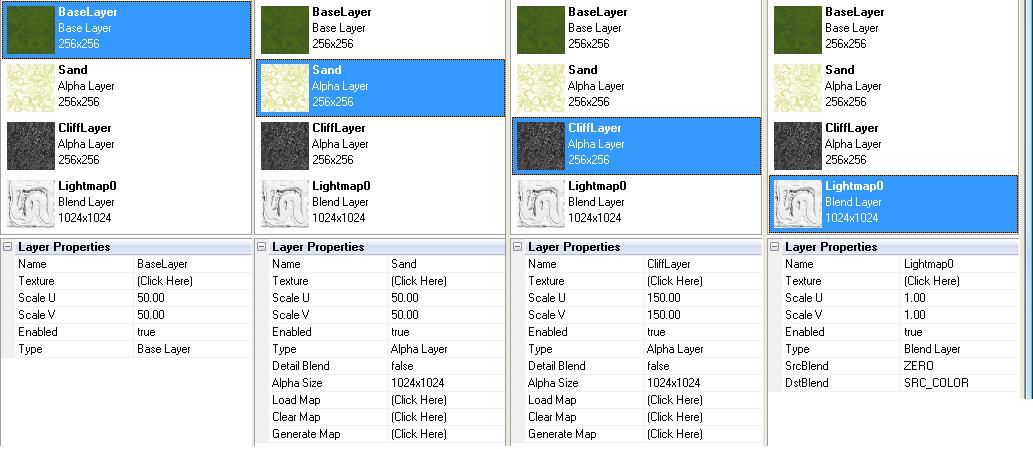 BaseLayer
Base Layer
256x256
Sand
Alpha Layer
256x256
CliffLayer
Alpha Layer
256x256
Lightmap0
Blend Layer
1024x1024
Layer Properties
Name BaseLayer
Texture (Click Here)
Scale U 50.00
Scale V 50.00
Enabled true
Type Base Layer
BaseLayer
Base Layer
256x256
Sand
Alpha Layer
256x256
CliffLayer
Alpha Layer
256x256
Lightmap0
Blend Layer
1024x1024
Layer Properties
Name Sand
Texture (Click Here)
Scale U 50.00
Scale V 50.00
Enabled true
Type Alpha Layer
Detail Blend false
Alpha Size 1024x1024
Load Map (Click Here)
Clear Map (Click Here)
Generate Map (Click Here)
BaseLayer
Base Layer
256x256
Sand
Alpha Layer
256x256
CliffLayer
Alpha Layer
256x256
Lightmap0
Blend Layer
1024x1024
Layer Properties
Name CliffLayer
Texture (Click Here)
Scale U 150.00
Scale V 150.00
Enabled true
Type Alpha Layer
Detail Blend false
Alpha Size 1024x1024
Load Map (Click Here)
Clear Map (Click Here)
Generate Map (Click Here)
BaseLayer
Base Layer
256x256
Sand
Alpha Layer
256x256
CliffLayer
Alpha Layer
256x256
Lightmap0
Blend Layer
1024x1024
Layer Properties
Name Lightmap0
Texture (Click Here)
Scale U 1.00
Scale V 1.00
Enabled true
Type Blend Layer
SrcBlend ZERO
DstBlend SRC_COLOR